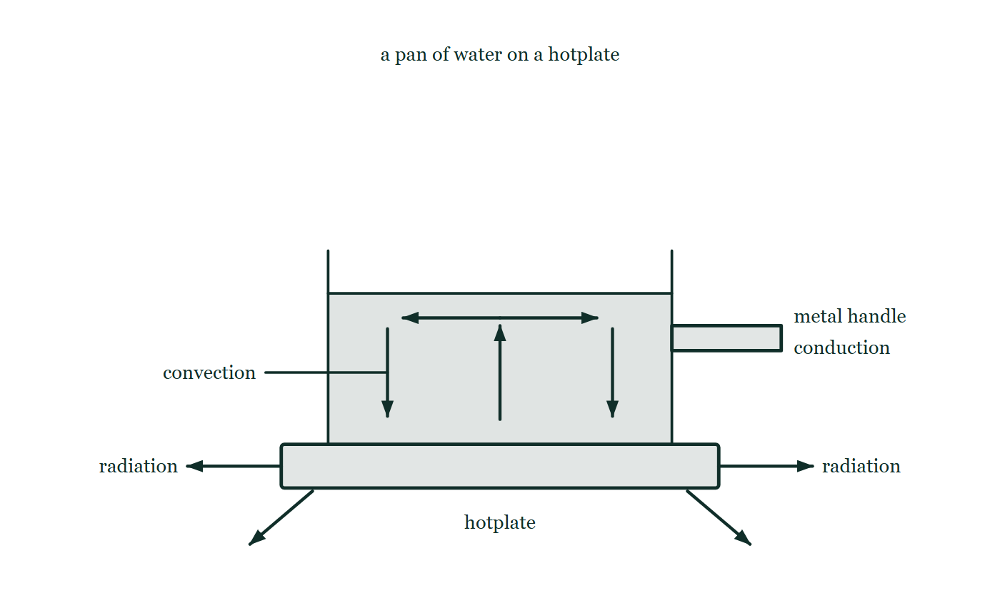 a pan of water on a hotplate
metal handle
conduction
convection
radiation
radiation
hotplate